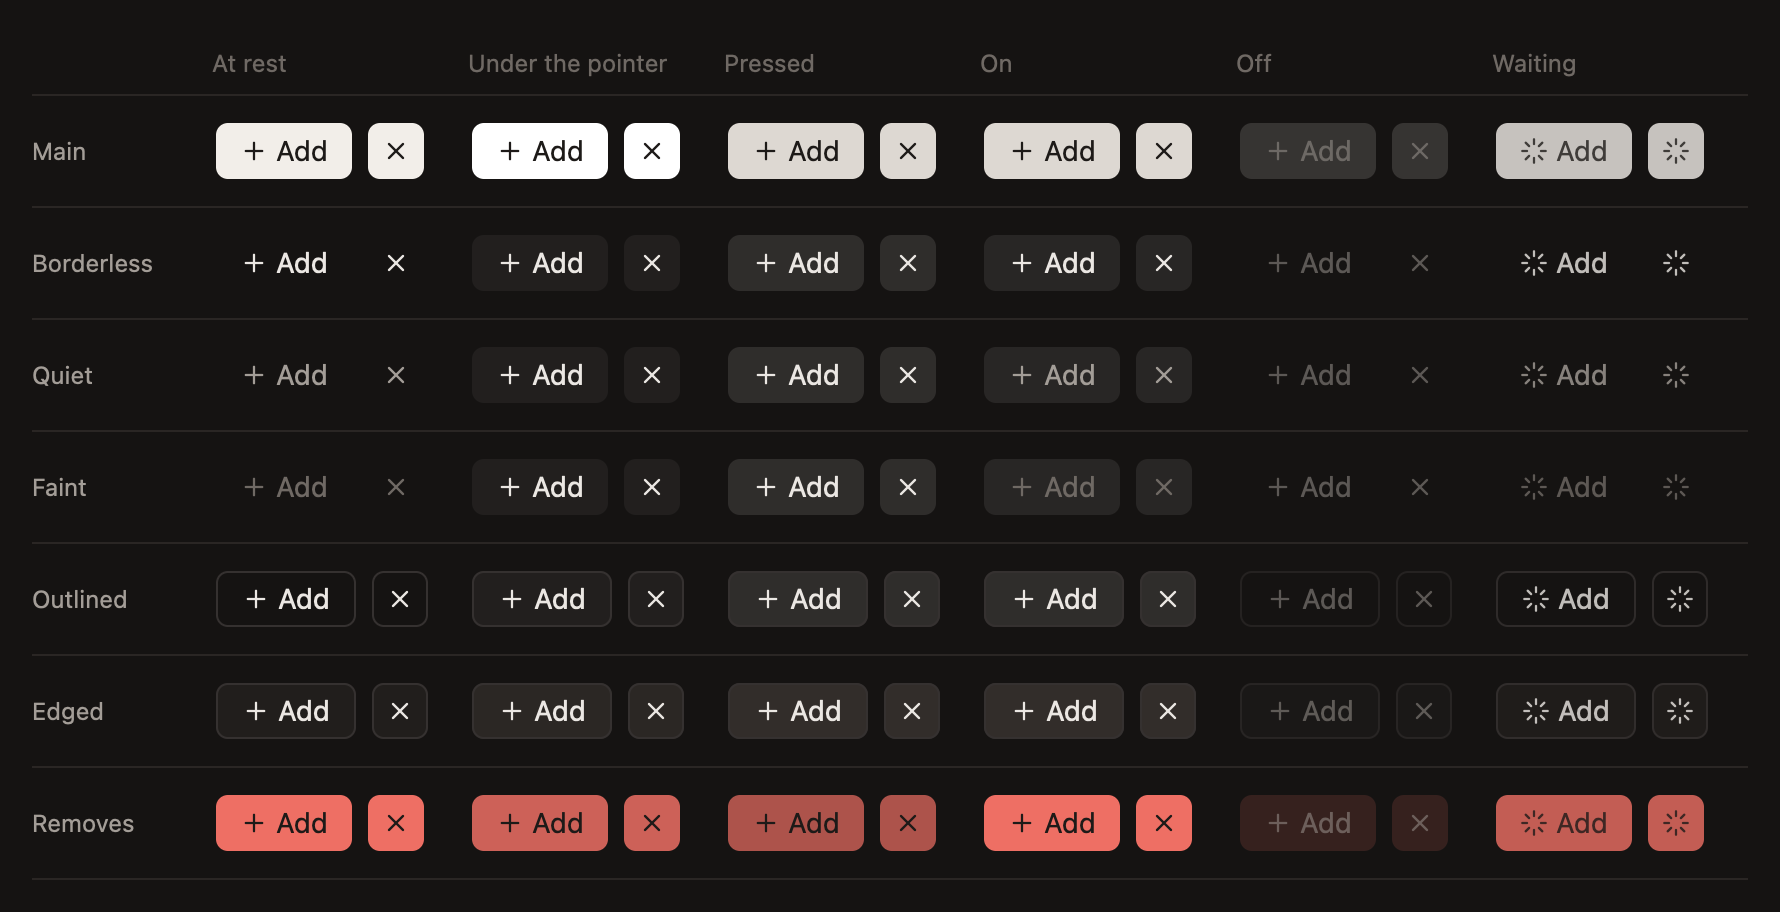 At rest Under the pointer Pressed On Off Waiting
Main + Add × + Add × + Add × + Add × + Add × Add
Borderless + Add × + Add × + Add × + Add × + Add × Add
Quiet + Add × + Add × + Add × + Add × + Add × Add
Faint + Add × + Add × + Add × + Add × + Add × Add
Outlined + Add × + Add × + Add × + Add × + Add × Add
Edged + Add × + Add × + Add × + Add × + Add × Add
Removes + Add × + Add × + Add × + Add × + Add × Add